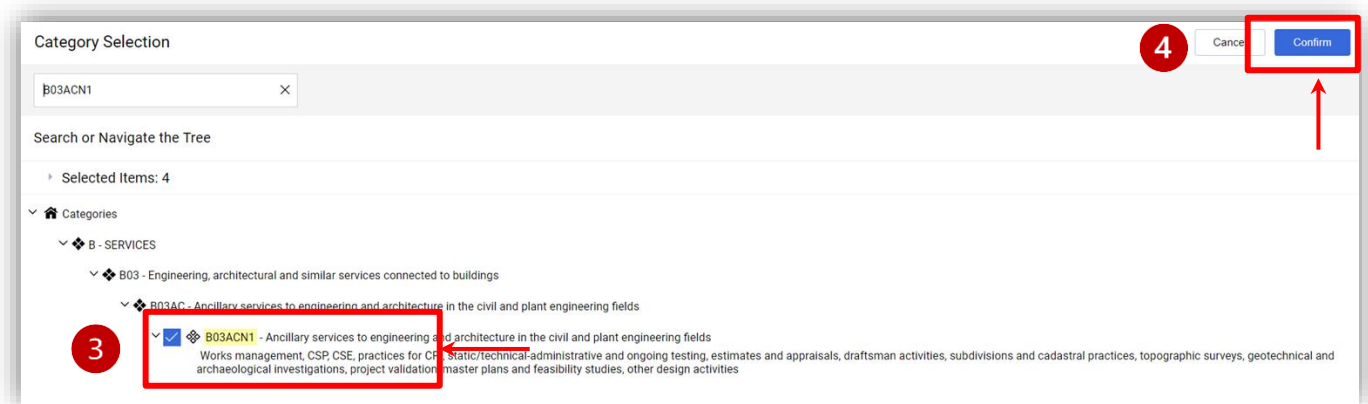 Category Selection
4
Cancel
Confirm
B03ACN1
Search or Navigate the Tree
Selected Items: 4
Categories
B - SERVICES
B03 - Engineering, architectural and similar services connected to buildings
B03AC - Ancillary services to engineering and architecture in the civil and plant engineering fields
3
B03ACN1 - Ancillary services to engineering and architecture in the civil and plant engineering fields
Works management, CSP, CSE, practices for static/technical-administrative and ongoing testing, estimates and appraisals, draftsman activities, subdivisions and cadastral practices, topographic surveys, geotechnical and
archaeological investigations, project validation, master plans and feasibility studies, other design activities